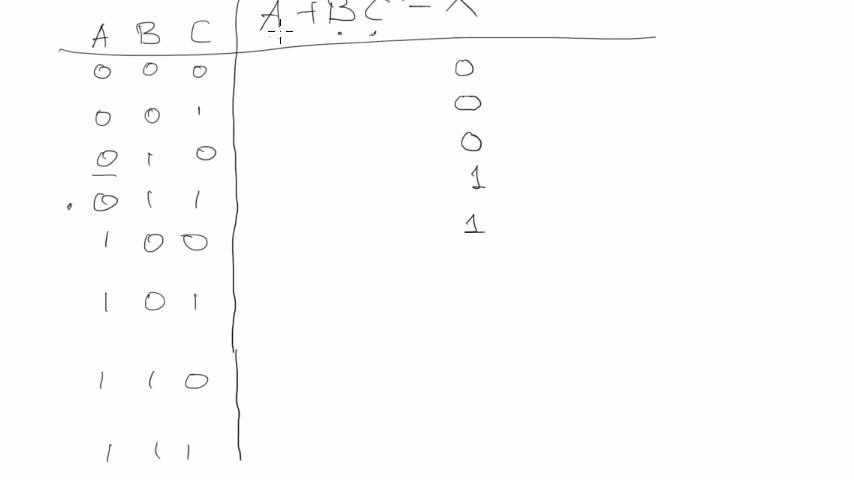 A B C A + B C = X
0 0 0 0
0 0 1 0
0 1 0 0
0 1 1 1
1 0 0 1
1 0 1
1 1 0
1 1 1